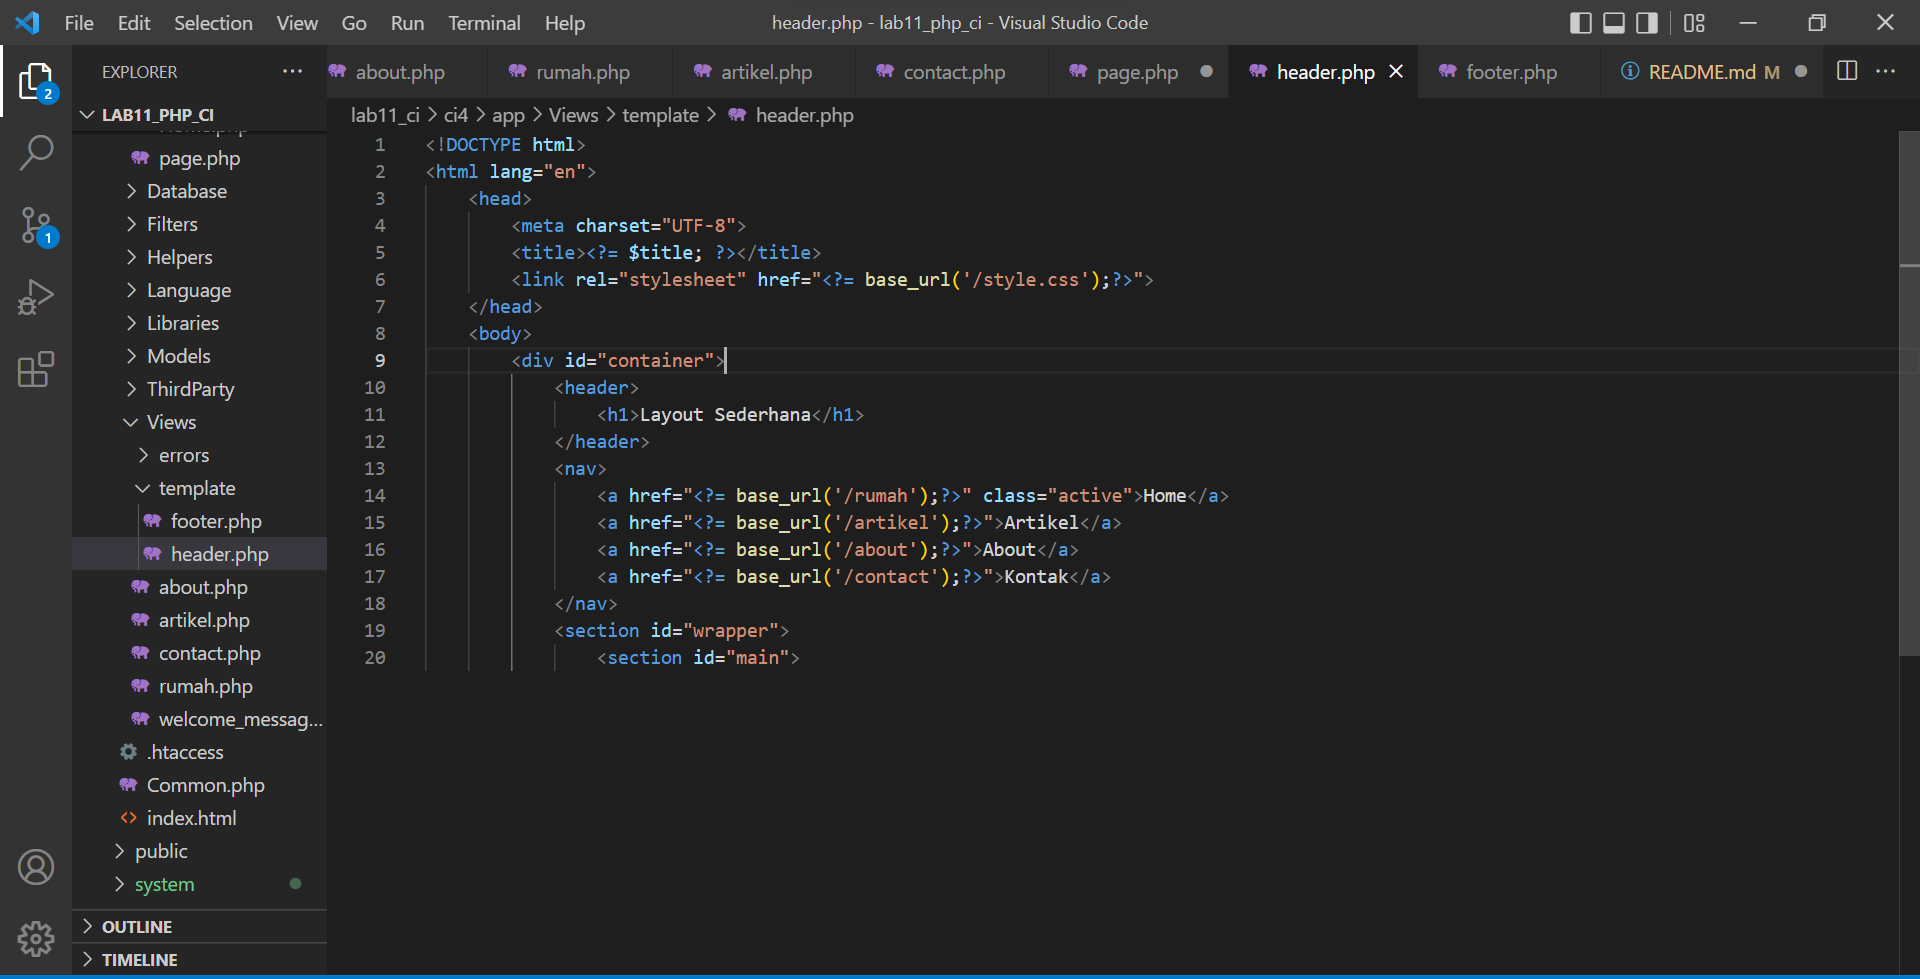 File Edit Selection View Go Run Terminal Help header.php - lab11_php_ci - Visual Studio Code
EXPLORER
about.php rumah.php artikel.php contact.php page.php header.php footer.php README.md M
2
LAB11_PHP_CI
lab11_ci > ci4 > app > Views > template > header.php
page.php
Database
Filters
1
Helpers
Language
Libraries
Models
ThirdParty
Views
errors
template
footer.php
header.php
about.php
artikel.php
contact.php
rumah.php
welcome_messag...
.htaccess
Common.php
index.html
public
system
OUTLINE
TIMELINE
1 <!DOCTYPE html>
2 <html lang="en">
3 <head>
4 <meta charset="UTF-8">
5 <title><?= $title; ?></title>
6 <link rel="stylesheet" href="<?= base_url('/style.css');?>">
7 </head>
8 <body>
9 <div id="container">
10 <header>
11 <h1>Layout Sederhana</h1>
12 </header>
13 <nav>
14 <a href="<?= base_url('/rumah');?>" class="active">Home</a>
15 <a href="<?= base_url('/artikel');?>">Artikel</a>
16 <a href="<?= base_url('/about');?>">About</a>
17 <a href="<?= base_url('/contact');?>">Kontak</a>
18 </nav>
19 <section id="wrapper">
20 <section id="main">